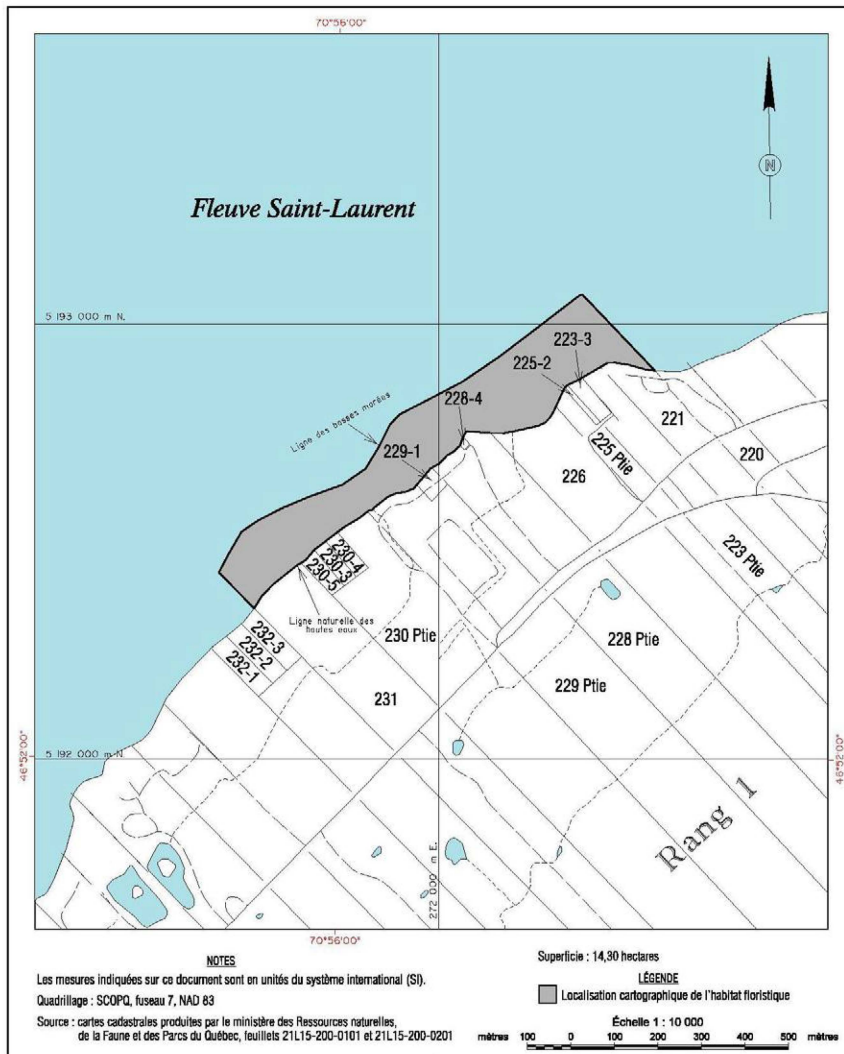 70°56'00"
N
Fleuve Saint-Laurent
5 193 000 m N.
223-3
225-2
Ligne des basses marées
228-4
221
229-1
225 Ptie
220
226
223 Ptie
230-4
230-3
230-5
Ligne naturelle des
hautes eaux
232-3
232-2
232-1
230 Ptie
228 Ptie
229 Ptie
231
46°52'00"
5 192 000 m N.
46°52'00"
Rang 1
272 000 m E.
70°56'00"
NOTES
Les mesures indiquées sur ce document sont en unités du système international (SI).
Quadrillage : SCOPQ, fuseau 7, NAD 83
Source : cartes cadastrales produites par le ministère des Ressources naturelles,
de la Faune et des Parcs du Québec, feuillets 21L15-200-0101 et 21L15-200-0201
Superficie : 14,30 hectares
LÉGENDE
Localisation cartographique de l'habitat floristique
Échelle 1 : 10 000
mètres 100 0 100 200 300 400 500 mètres